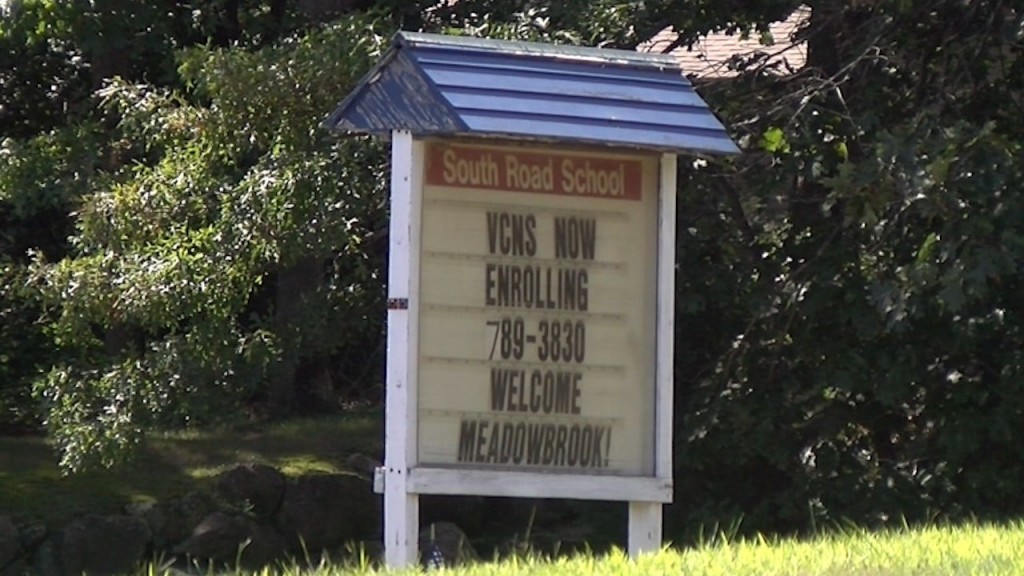 South Road School
VCNS NOW
ENROLLING
789-3830
WELCOME
MEADOWBROOK!